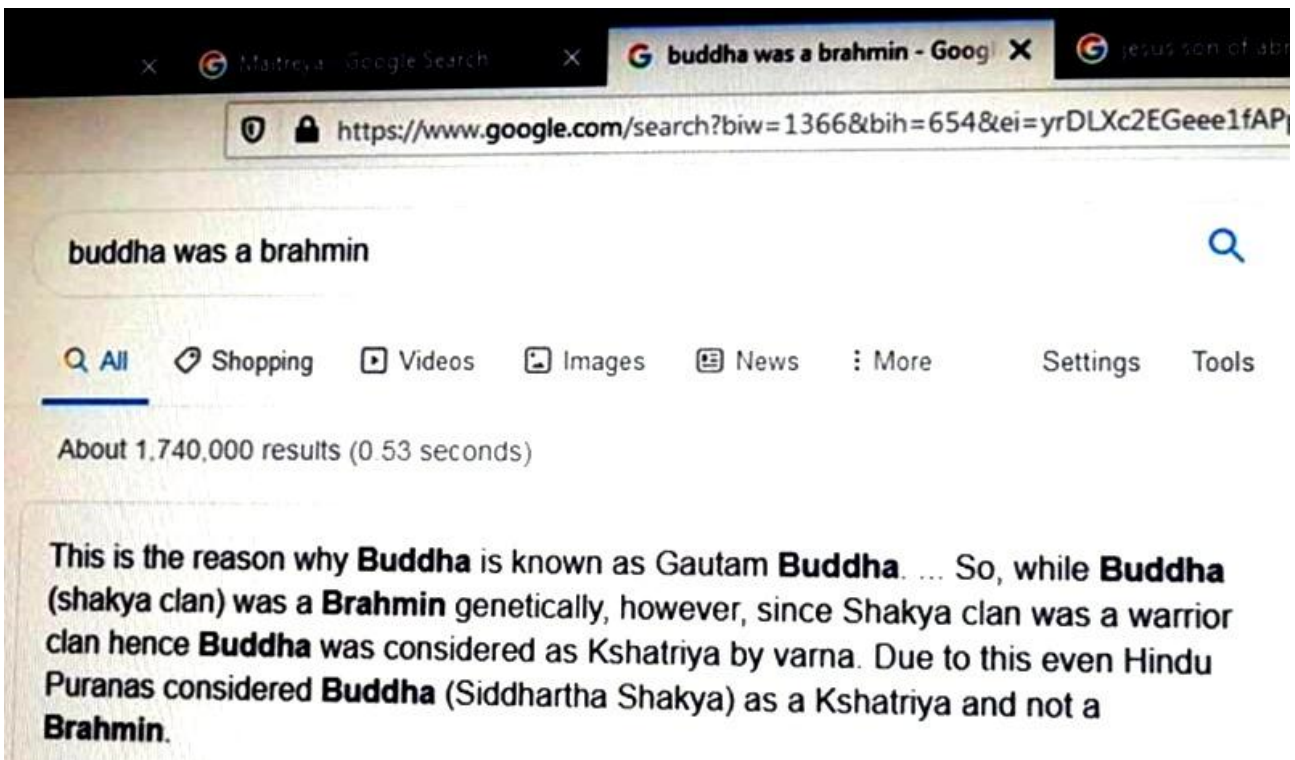 Maitreya - Google Search
buddha was a brahmin - Googl
jesus son of abr
https://www.google.com/search?biw=1366&bih=654&ei=yrDLXc2EGeee1fAP
buddha was a brahmin
All Shopping Videos Images News More Settings Tools
About 1,740,000 results (0.53 seconds)
This is the reason why Buddha is known as Gautam Buddha. ... So, while Buddha
(shakya clan) was a Brahmin genetically, however, since Shakya clan was a warrior
clan hence Buddha was considered as Kshatriya by varna. Due to this even Hindu
Puranas considered Buddha (Siddhartha Shakya) as a Kshatriya and not a
Brahmin.